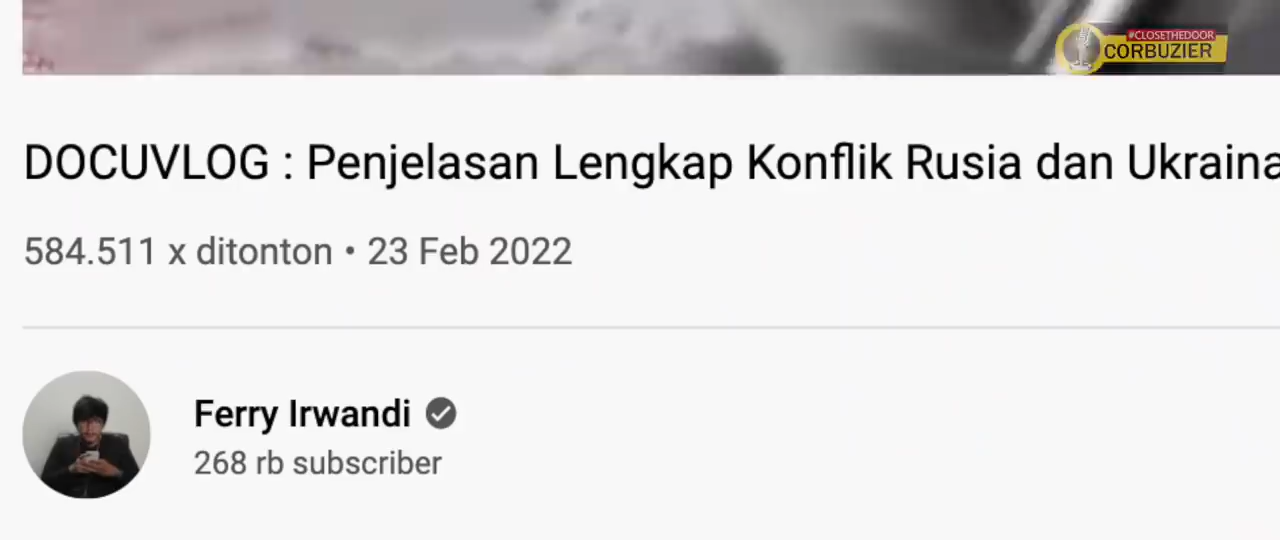 #CLOSETHEDOOR
CORBUZIER
DOCUVLOG : Penjelasan Lengkap Konflik Rusia dan Ukraina
584.511 x ditonton • 23 Feb 2022
Ferry Irwandi
268 rb subscriber